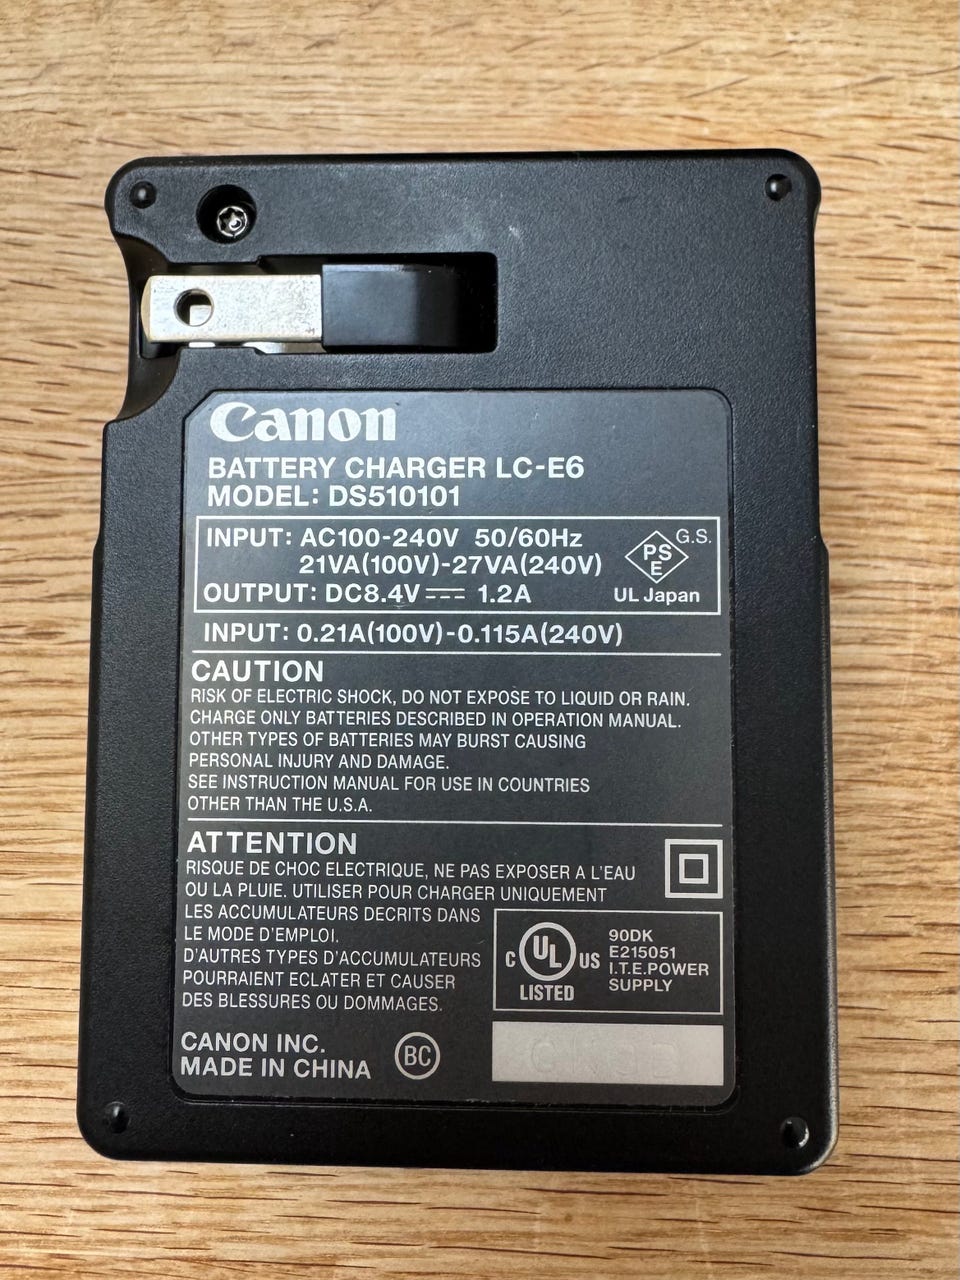 Canon
BATTERY CHARGER LC-E6
MODEL: DS510101
INPUT: AC100-240V 50/60Hz
21VA(100V)-27VA(240V)
OUTPUT: DC8.4V⎓1.2A
PS
E
G.S.
UL Japan
INPUT: 0.21A(100V)-0.115A(240V)
CAUTION
RISK OF ELECTRIC SHOCK, DO NOT EXPOSE TO LIQUID OR RAIN.
CHARGE ONLY BATTERIES DESCRIBED IN OPERATION MANUAL.
OTHER TYPES OF BATTERIES MAY BURST CAUSING
PERSONAL INJURY AND DAMAGE.
SEE INSTRUCTION MANUAL FOR USE IN COUNTRIES
OTHER THAN THE U.S.A.
ATTENTION
RISQUE DE CHOC ELECTRIQUE, NE PAS EXPOSER A L'EAU
OU LA PLUIE. UTILISER POUR CHARGER UNIQUEMENT
LES ACCUMULATEURS DECRITS DANS
LE MODE D'EMPLOI.
D'AUTRES TYPES D'ACCUMULATEURS
POURRAIENT ECLATER ET CAUSER
DES BLESSURES OU DOMMAGES.
C UL US
LISTED
90DK
E215051
I.T.E.POWER
SUPPLY
CANON INC.
MADE IN CHINA
BC